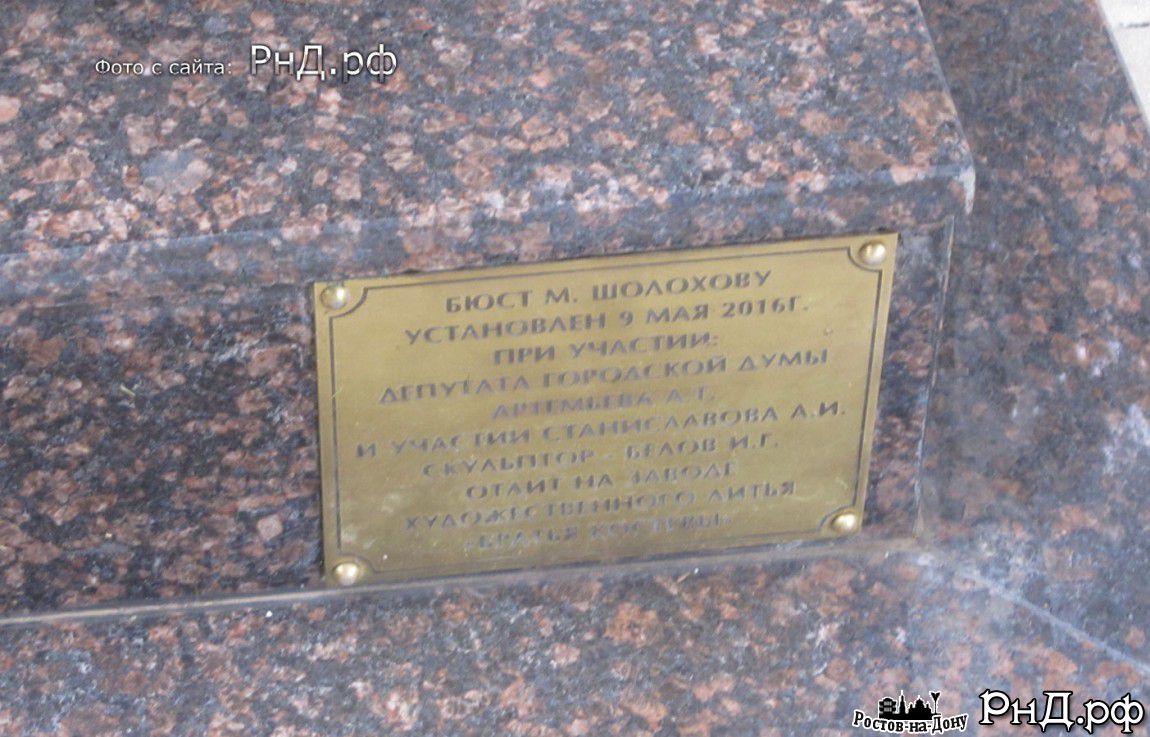 Фото с сайта: РнД.рф
БЮСТ М. ШОЛОХОВУ
УСТАНОВЛЕН 9 МАЯ 2016Г.
ПРИ УЧАСТИИ:
ДЕПУТАТА ГОРОДСКОЙ ДУМЫ
АРТЕМЬЕВА А.Г.
И УЧАСТИИ СТАНИСЛАВОВА А.И.
СКУЛЬПТОР - БЕЛОВ И.Г.
ОТЛИТ НА ЗАВОДЕ
ХУДОЖЕСТВЕННОГО ЛИТЬЯ
«БРАТЬЯ
Ростов-на-Дону РнД.рф